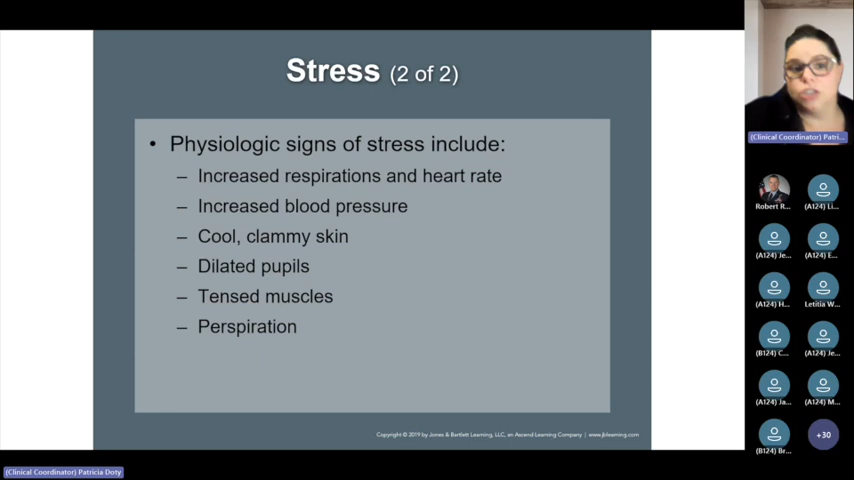 Stress (2 of 2)
• Physiologic signs of stress include:
– Increased respirations and heart rate
– Increased blood pressure
– Cool, clammy skin
– Dilated pupils
– Tensed muscles
– Perspiration
Copyright © 2019 by Jones & Bartlett Learning, LLC, an Ascend Learning Company | www.jblearning.com
(Clinical Coordinator) Patri...
Robert R...
(A124) Li...
(A124) Je...
(A124) E...
(A124) H...
Letitia W...
(B124) C...
(A124) Je...
(A124) Ja...
(A124) M...
(B124) Br...
+30
(Clinical Coordinator) Patricia Doty